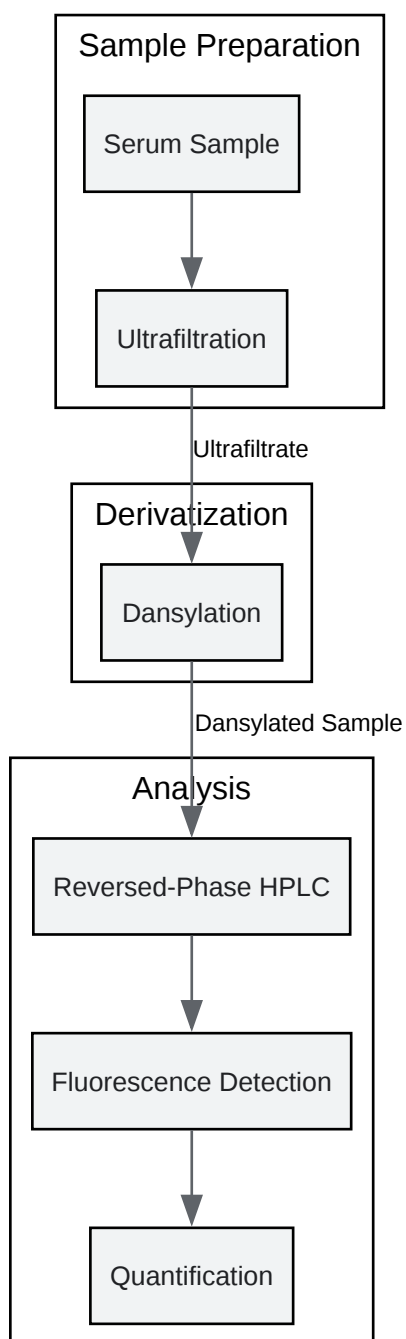 Sample Preparation
Serum Sample
Ultrafiltration
Ultrafiltrate
Derivatization
Dansylation
Dansylated Sample
Analysis
Reversed-Phase HPLC
Fluorescence Detection
Quantification